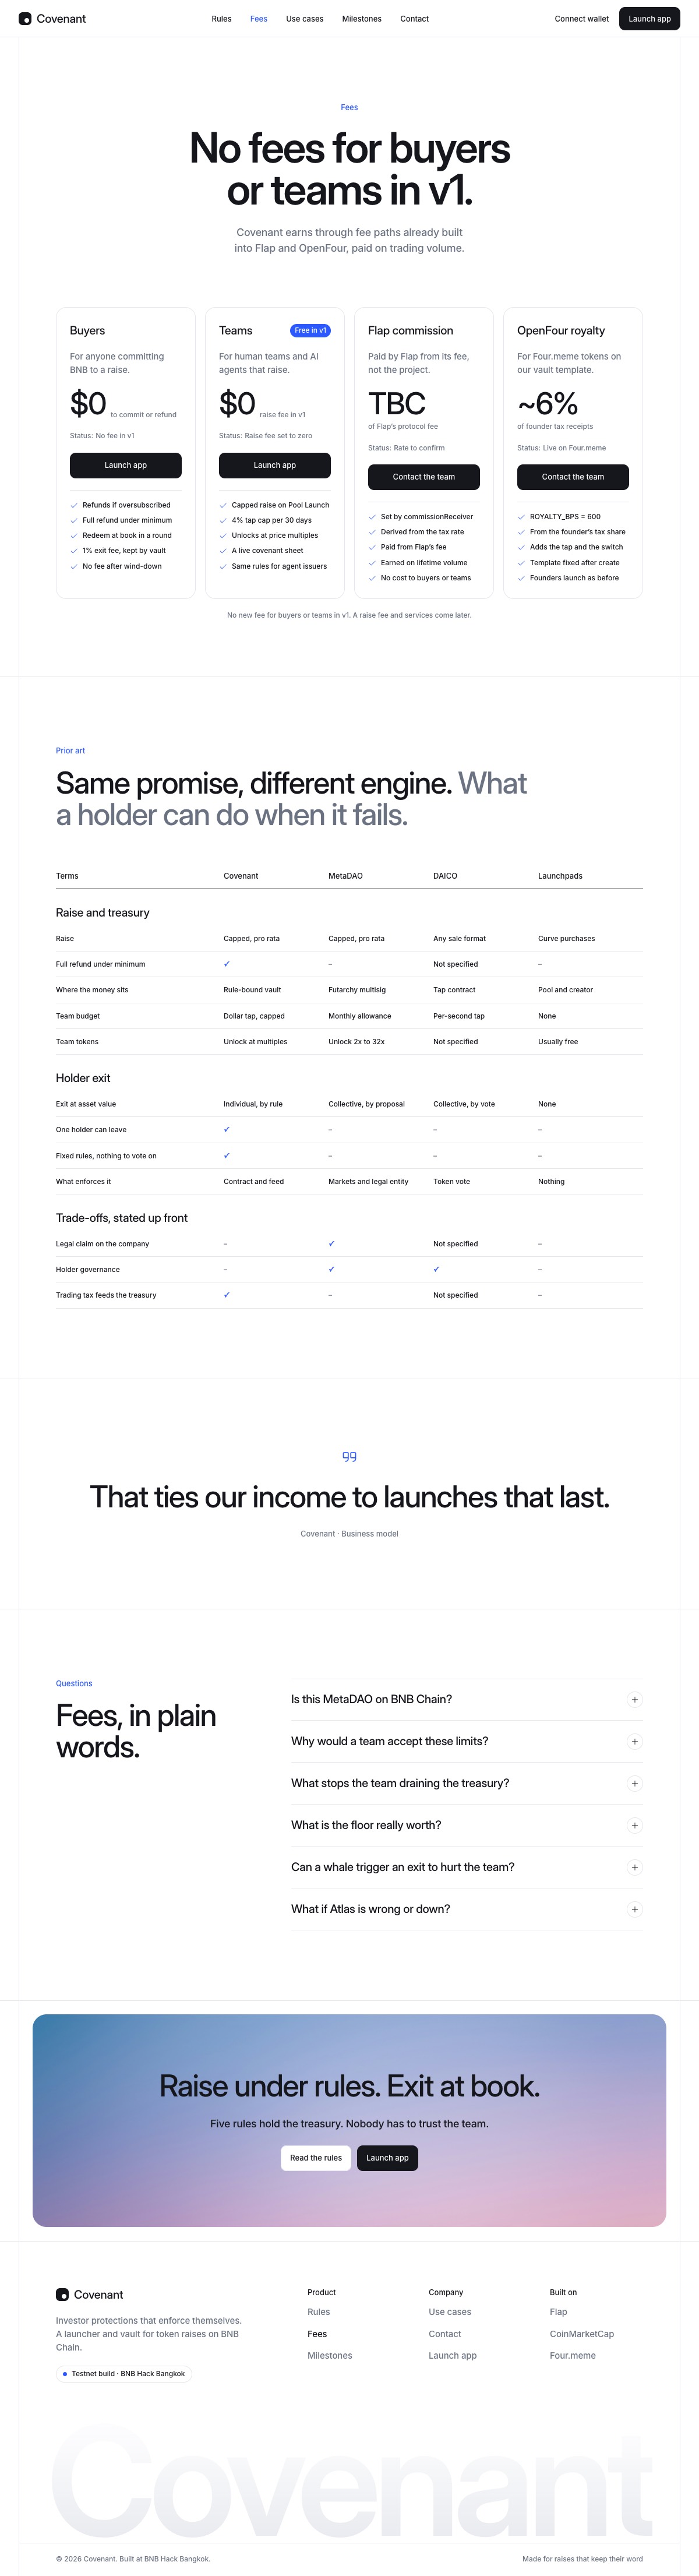 Covenant
Rules Fees Use cases Milestones Contact
Connect wallet Launch app
Fees
No fees for buyers
or teams in v1.
Covenant earns through fee paths already built
into Flap and OpenFour, paid on trading volume.
Buyers
For anyone committing
BNB to a raise.
$0 to commit or refund
Status: No fee in v1
Launch app
Refunds if oversubscribed
Full refund under minimum
Redeem at book in a round
1% exit fee, kept by vault
No fee after wind-down
Teams Free in v1
For human teams and AI
agents that raise.
$0 raise fee in v1
Status: Raise fee set to zero
Launch app
Capped raise on Pool Launch
4% tap cap per 30 days
Unlocks at price multiples
A live covenant sheet
Same rules for agent issuers
Flap commission
Paid by Flap from its fee,
not the project.
TBC
of Flap's protocol fee
Status: Rate to confirm
Contact the team
Set by commissionReceiver
Derived from the tax rate
Paid from Flap's fee
Earned on lifetime volume
No cost to buyers or teams
OpenFour royalty
For Four.meme tokens on
our vault template.
~6%
of founder tax receipts
Status: Live on Four.meme
Contact the team
ROYALTY_BPS = 600
From the founder's tax share
Adds the tap and the switch
Template fixed after create
Founders launch as before
No new fee for buyers or teams in v1. A raise fee and services come later.
Prior art
Same promise, different engine. What
a holder can do when it fails.
Terms Covenant MetaDAO DAICO Launchpads
Raise and treasury
Raise Capped, pro rata Capped, pro rata Any sale format Curve purchases
Full refund under minimum ✓ – Not specified –
Where the money sits Rule-bound vault Futarchy multisig Tap contract Pool and creator
Team budget Dollar tap, capped Monthly allowance Per-second tap None
Team tokens Unlock at multiples Unlock 2x to 32x Not specified Usually free
Holder exit
Exit at asset value Individual, by rule Collective, by proposal Collective, by vote None
One holder can leave ✓ – – –
Fixed rules, nothing to vote on ✓ – – –
What enforces it Contract and feed Markets and legal entity Token vote Nothing
Trade-offs, stated up front
Legal claim on the company – ✓ Not specified –
Holder governance – ✓ ✓ –
Trading tax feeds the treasury ✓ – Not specified –
That ties our income to launches that last.
Covenant · Business model
Questions
Fees, in plain
words.
Is this MetaDAO on BNB Chain?
Why would a team accept these limits?
What stops the team draining the treasury?
What is the floor really worth?
Can a whale trigger an exit to hurt the team?
What if Atlas is wrong or down?
Raise under rules. Exit at book.
Five rules hold the treasury. Nobody has to trust the team.
Read the rules Launch app
Covenant
Investor protections that enforce themselves.
A launcher and vault for token raises on BNB
Chain.
Testnet build · BNB Hack Bangkok
Product
Rules
Fees
Milestones
Company
Use cases
Contact
Launch app
Built on
Flap
CoinMarketCap
Four.meme
Covenant
© 2026 Covenant. Built at BNB Hack Bangkok.
Made for raises that keep their word